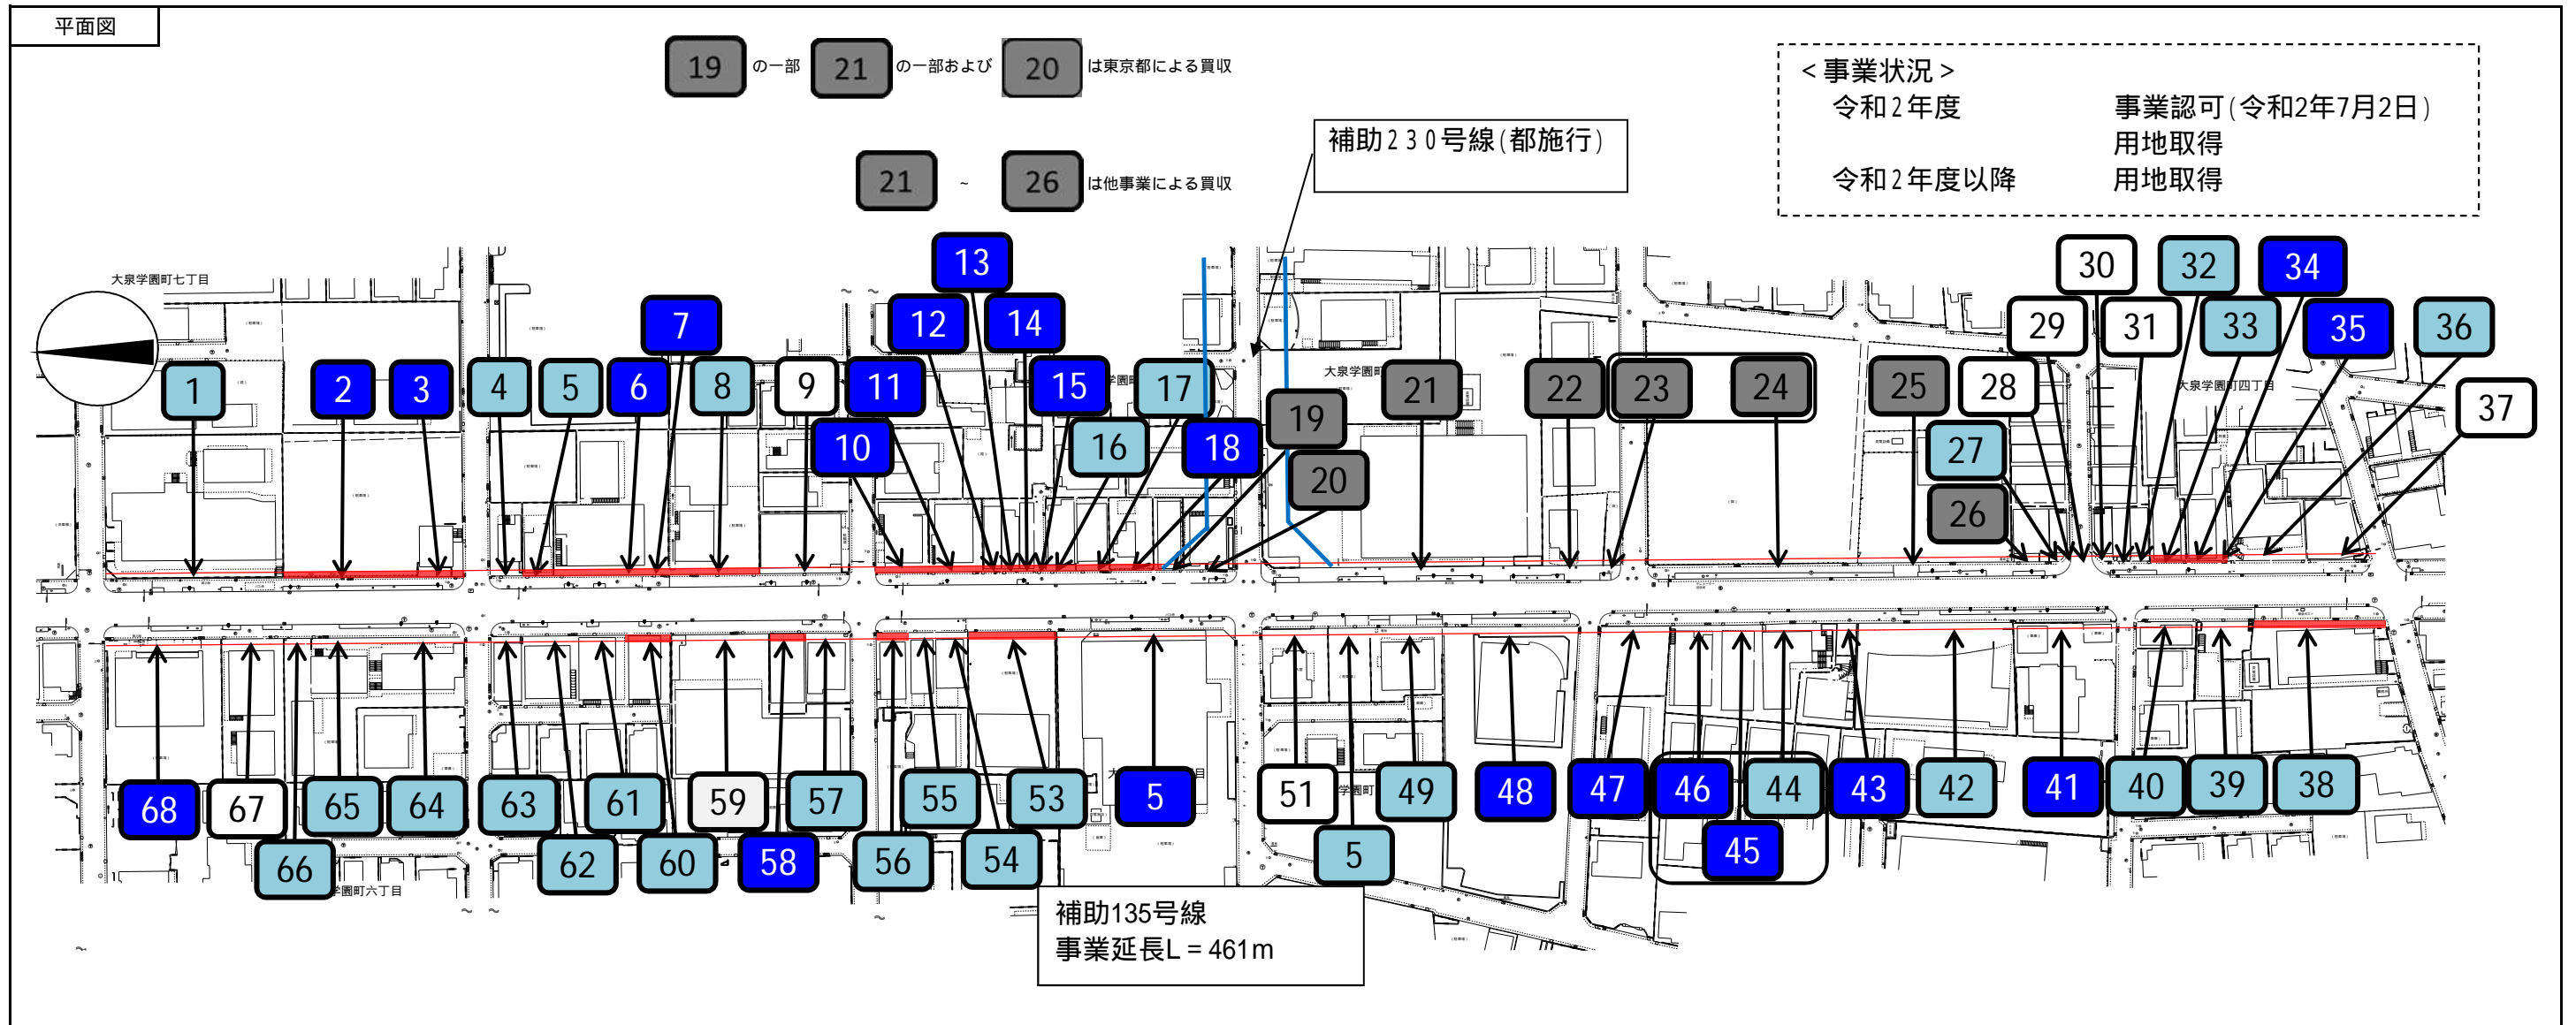 平面図
19 の一部 21 の一部および 20 は東京都による買収
21 ~ 26 は他事業による買収
<事業状況>
令和2年度 事業認可(令和2年7月2日)
用地取得
令和2年度以降 用地取得
補助230号線(都施行)
大泉学園町七丁目
13
30 32 34
7 12 14
29 31 33 35 36
1 2 3 4 5 6 8 9 11 15 17
大泉学園町
21 22 23 24 25 28
大泉学園町四丁目
37
10 16 18 19 20 27 26
68 67 65 64 63 61 59 57 55 53 5 51 49 48 47 46 44 43 42 41 40 39 38
66 62 60 58 56 54 5 45
学園町六丁目
補助135号線
事業延長L=461m